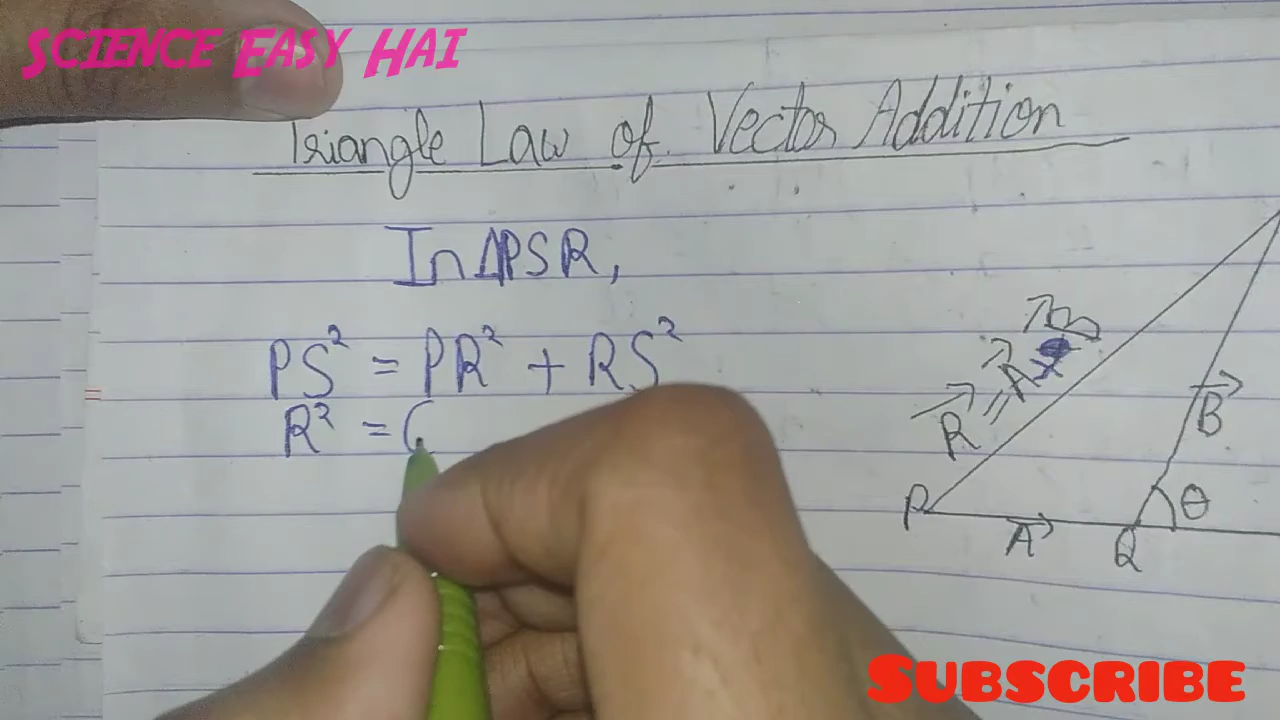 SCIENCE EASY HAI
Triangle Law of Vector Addition
In ΔPSR,
PS² = PR² + RS²
R² = (
R⃗ = A⃗ + B⃗
B⃗
P
A⃗
Q
θ
SUBSCRIBE